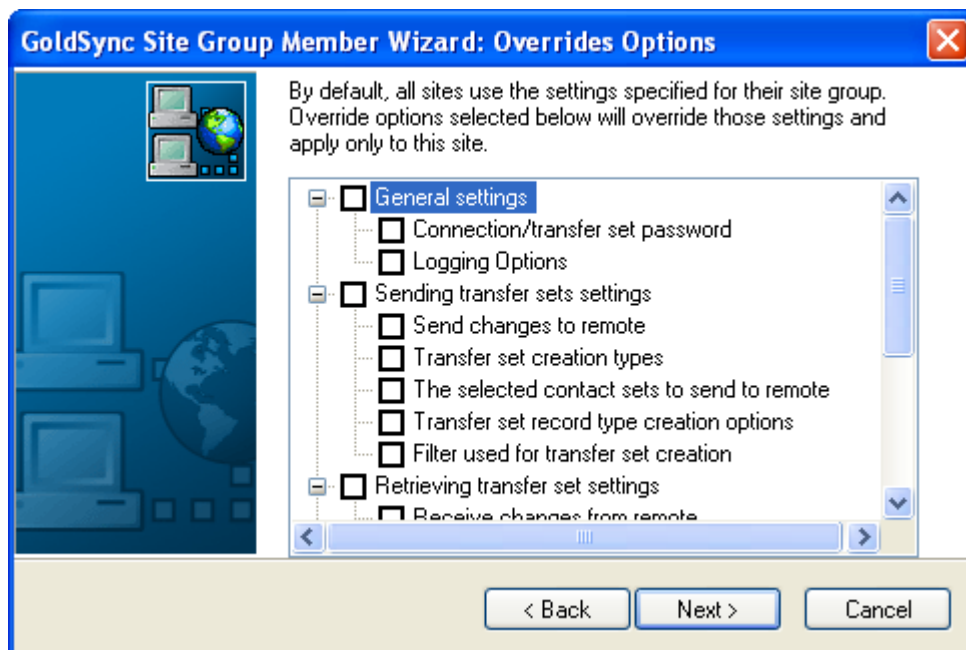 GoldSync Site Group Member Wizard: Overrides Options
By default, all sites use the settings specified for their site group.
Override options selected below will override those settings and
apply only to this site.
General settings
Connection/transfer set password
Logging Options
Sending transfer sets settings
Send changes to remote
Transfer set creation types
The selected contact sets to send to remote
Transfer set record type creation options
Filter used for transfer set creation
Retrieving transfer set settings
Receive changes from remote
< Back
Next >
Cancel